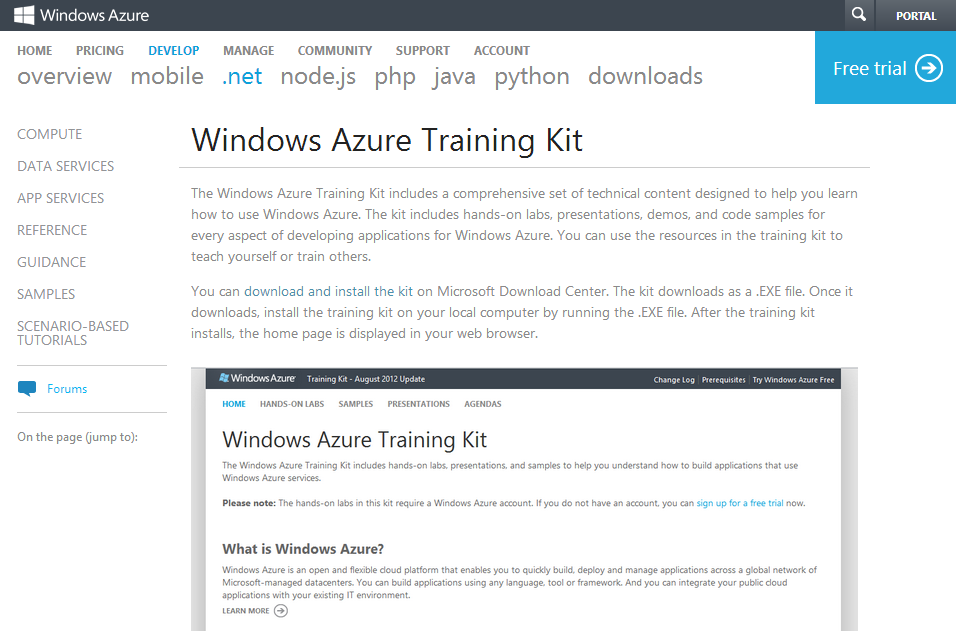 Windows Azure
PORTAL
HOME PRICING DEVELOP MANAGE COMMUNITY SUPPORT ACCOUNT
overview mobile .net node.js php java python downloads
Free trial
COMPUTE
DATA SERVICES
APP SERVICES
REFERENCE
GUIDANCE
SAMPLES
SCENARIO-BASED
TUTORIALS
Forums
On the page (jump to):
Windows Azure Training Kit
The Windows Azure Training Kit includes a comprehensive set of technical content designed to help you learn
how to use Windows Azure. The kit includes hands-on labs, presentations, demos, and code samples for
every aspect of developing applications for Windows Azure. You can use the resources in the training kit to
teach yourself or train others.
You can download and install the kit on Microsoft Download Center. The kit downloads as a .EXE file. Once it
downloads, install the training kit on your local computer by running the .EXE file. After the training kit
installs, the home page is displayed in your web browser.
Windows Azure Training Kit - August 2012 Update Change Log | Prerequisites | Try Windows Azure Free
HOME HANDS-ON LABS SAMPLES PRESENTATIONS AGENDAS
Windows Azure Training Kit
The Windows Azure Training Kit includes hands-on labs, presentations, and samples to help you understand how to build applications that use
Windows Azure services.
Please note: The hands-on labs in this kit require a Windows Azure account. If you do not have an account, you can sign up for a free trial now.
What is Windows Azure?
Windows Azure is an open and flexible cloud platform that enables you to quickly build, deploy and manage applications across a global network of
Microsoft-managed datacenters. You can build applications using any language, tool or framework. And you can integrate your public cloud
applications with your existing IT environment.
LEARN MORE